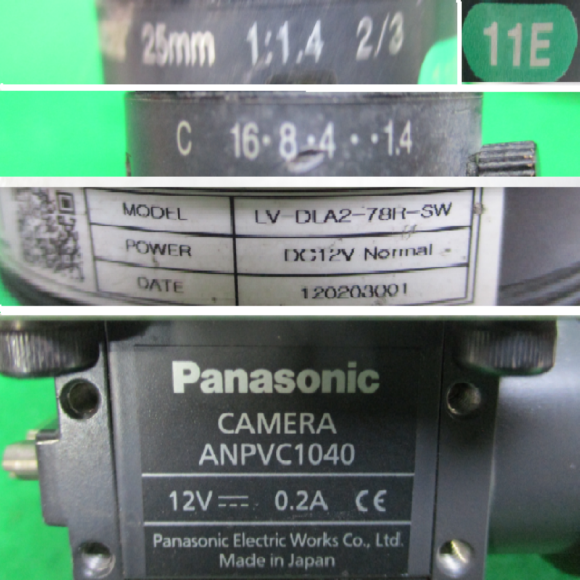 25mm 1:1.4 2/3
11E
C 16•8•4••1.4
MODEL LV-DLA2-78R-SW
POWER DC12V Normal
DATE 120203001
Panasonic
CAMERA
ANPVC1040
12V⎓ 0.2A CE
Panasonic Electric Works Co., Ltd.
Made in Japan